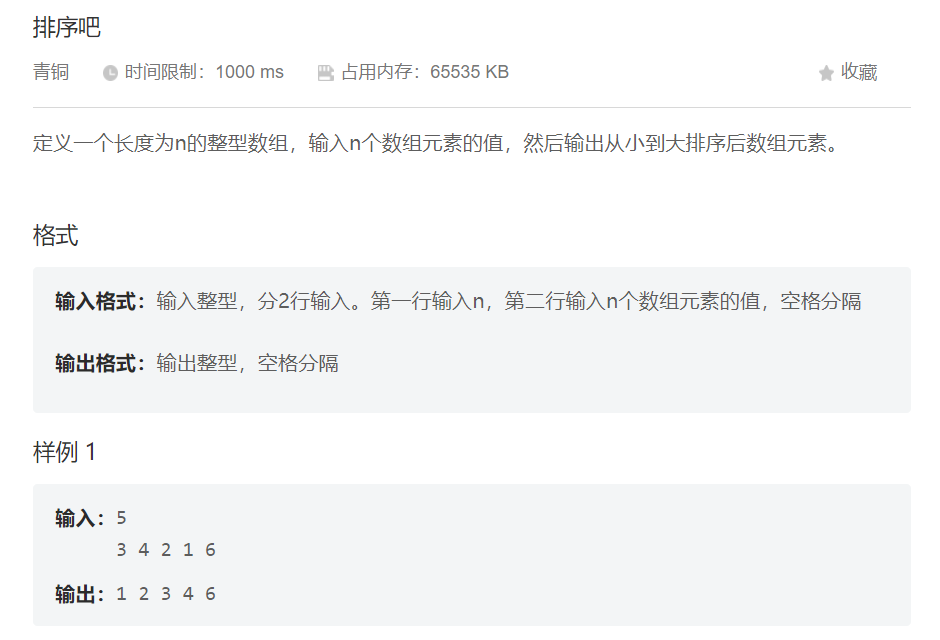 排序吧
青铜 时间限制：1000 ms 占用内存：65535 KB 收藏
定义一个长度为n的整型数组，输入n个数组元素的值，然后输出从小到大排序后数组元素。
格式
输入格式：输入整型，分2行输入。第一行输入n，第二行输入n个数组元素的值，空格分隔
输出格式：输出整型，空格分隔
样例 1
输入：5
3 4 2 1 6
输出：1 2 3 4 6